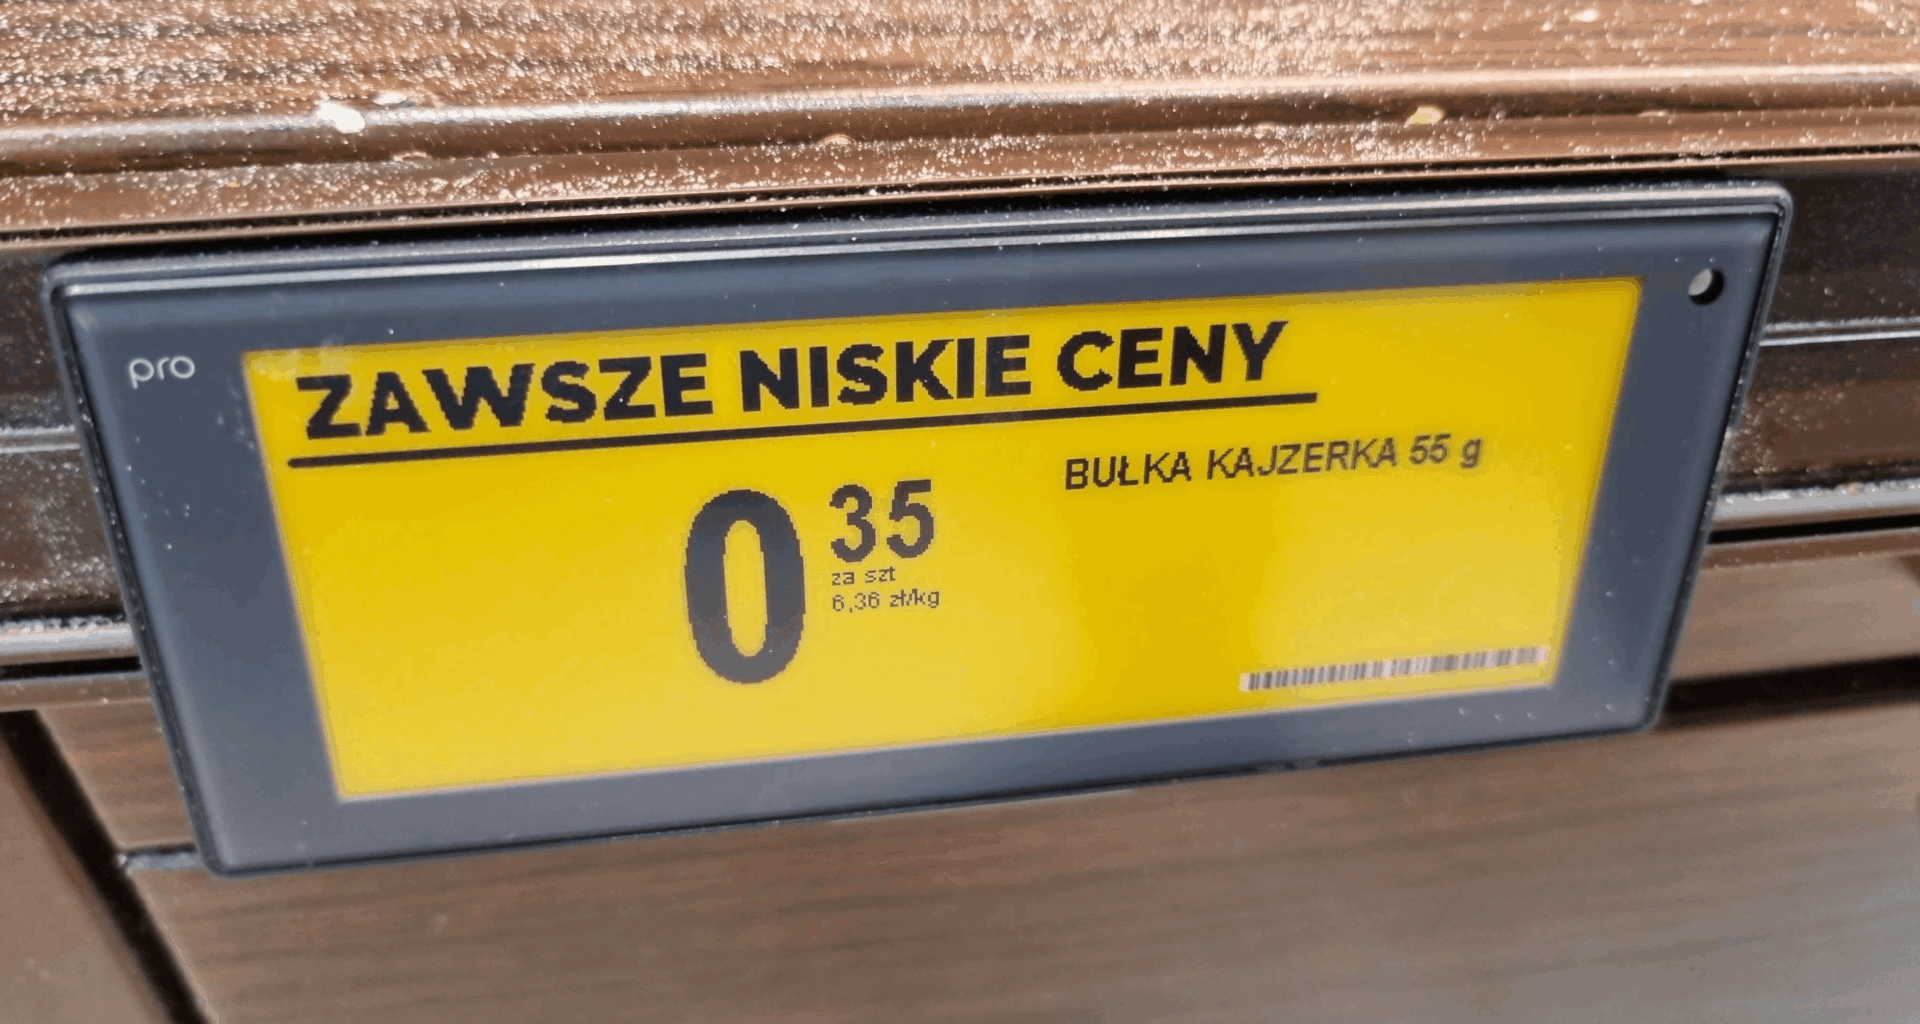 pro
ZAWSZE NISKIE CENY
BUŁKA KAJZERKA 55 g
0 35
za szt
6,36 zł/kg